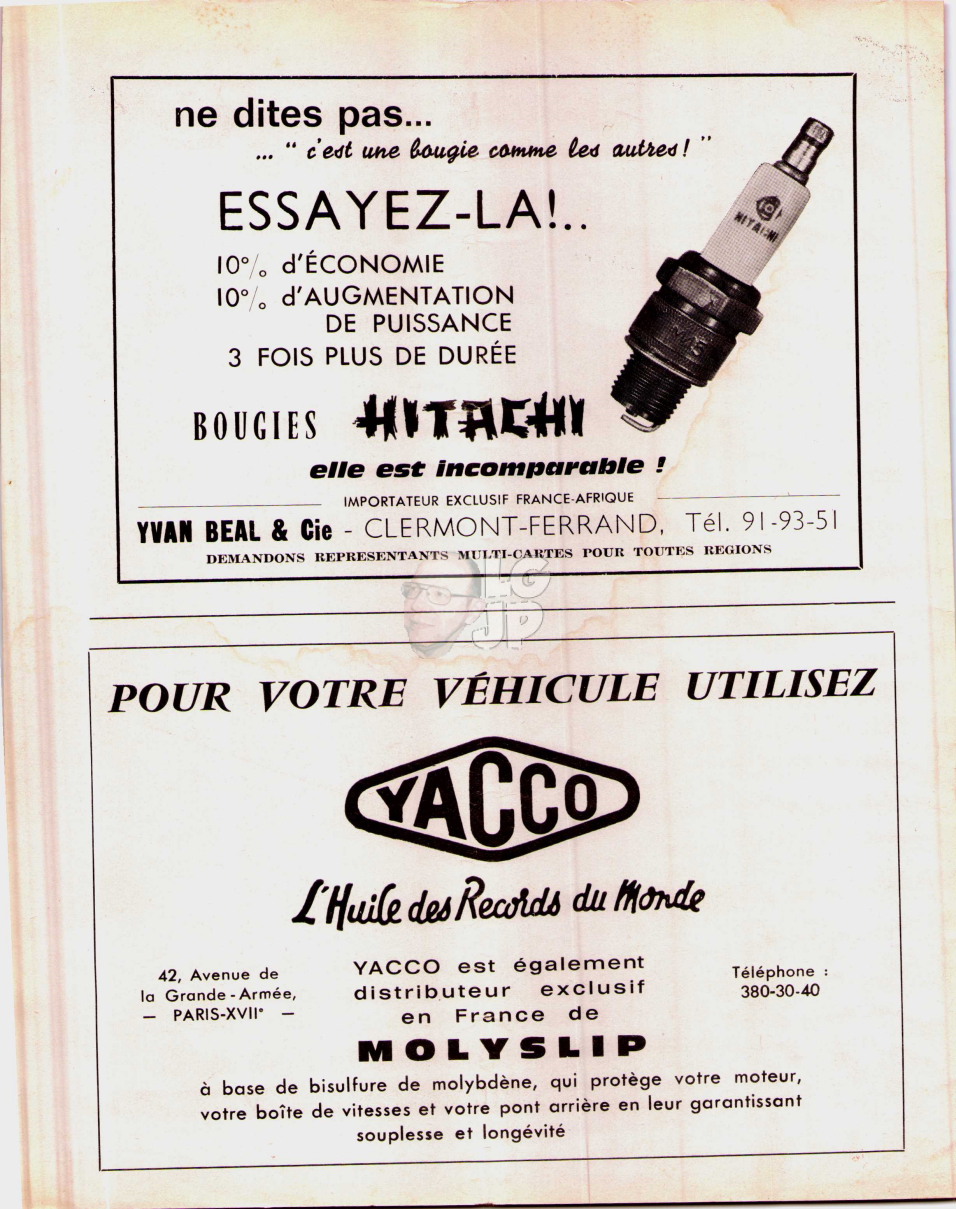 ne dites pas...
... " c'est une bougie comme les autres ! "
ESSAYEZ-LA!..
10% d'ÉCONOMIE
10% d'AUGMENTATION
DE PUISSANCE
3 FOIS PLUS DE DURÉE
HITACHI
M45
BOUGIES HITACHI
elle est incomparable !
IMPORTATEUR EXCLUSIF FRANCE-AFRIQUE
YVAN BEAL & Cie - CLERMONT-FERRAND, Tél. 91-93-51
DEMANDONS REPRESENTANTS MULTI-CARTES POUR TOUTES REGIONS
LG
JP
POUR VOTRE VÉHICULE UTILISEZ
YACCO
L'Huile des Records du Monde
42, Avenue de
la Grande-Armée,
— PARIS-XVII° —
YACCO est également
distributeur exclusif
en France de
MOLYSLIP
Téléphone :
380-30-40
à base de bisulfure de molybdène, qui protège votre moteur,
votre boîte de vitesses et votre pont arrière en leur garantissant
souplesse et longévité